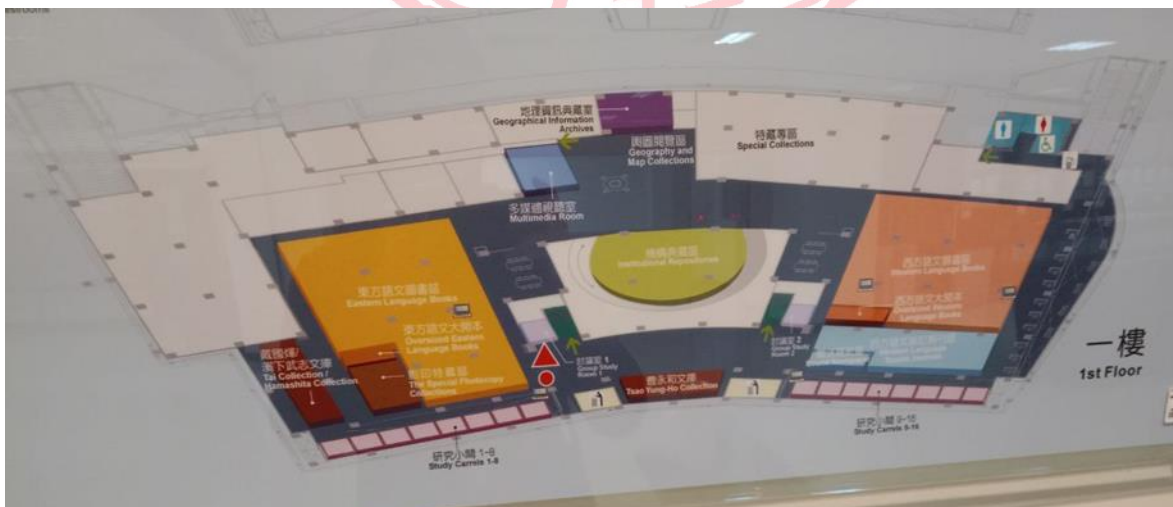 地理資訊典藏室
Geographical Information
Archives
輿圖閱覽區
Geography and
Map Collections
特藏專區
Special Collections
多媒體視聽室
Multimedia Room
東方語文圖書區
Eastern Language Books
機構典藏區
Institutional Repositories
西方語文圖書區
Western Language Books
東方語文大開本
Oversized Eastern
Language Books
西方語文大開本
Oversized Western
Language Books
戴國煇/
濱下武志文庫
Tai Collection /
Hamashita Collection
影印特藏區
The Special Photocopy
Collections
討論室 1
Group Study
Room 1
討論室 2
Group Study
Room 2
曹永和文庫
Tsao Yung-Ho Collection
研究小間 1-8
Study Carrels 1-8
研究小間 9-16
Study Carrels 9-16
一樓
1st Floor